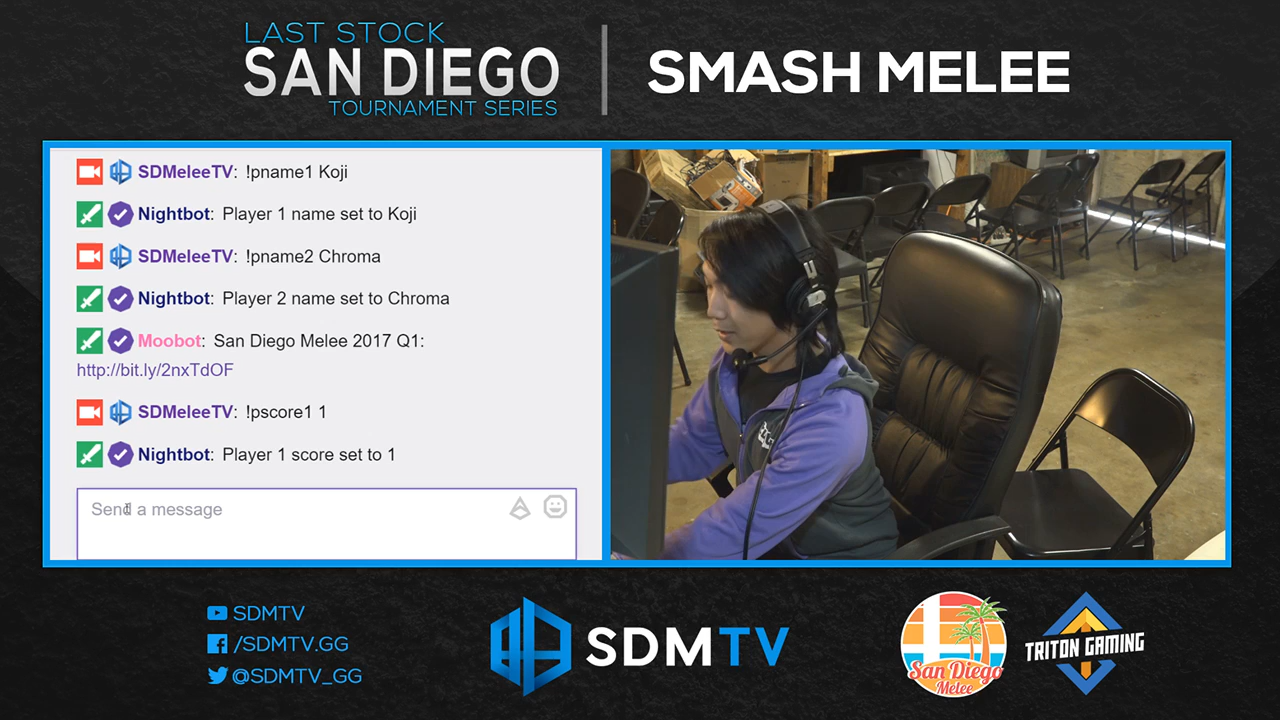 LAST STOCK
SAN DIEGO
TOURNAMENT SERIES
SMASH MELEE
SDMeleeTV: !pname1 Koji
Nightbot: Player 1 name set to Koji
SDMeleeTV: !pname2 Chroma
Nightbot: Player 2 name set to Chroma
Moobot: San Diego Melee 2017 Q1:
http://bit.ly/2nxTdOF
SDMeleeTV: !pscore1 1
Nightbot: Player 1 score set to 1
Send a message
SDMTV
/SDMTV.GG
@SDMTV_GG
SDMTV
San Diego
Melee
TRITON GAMING